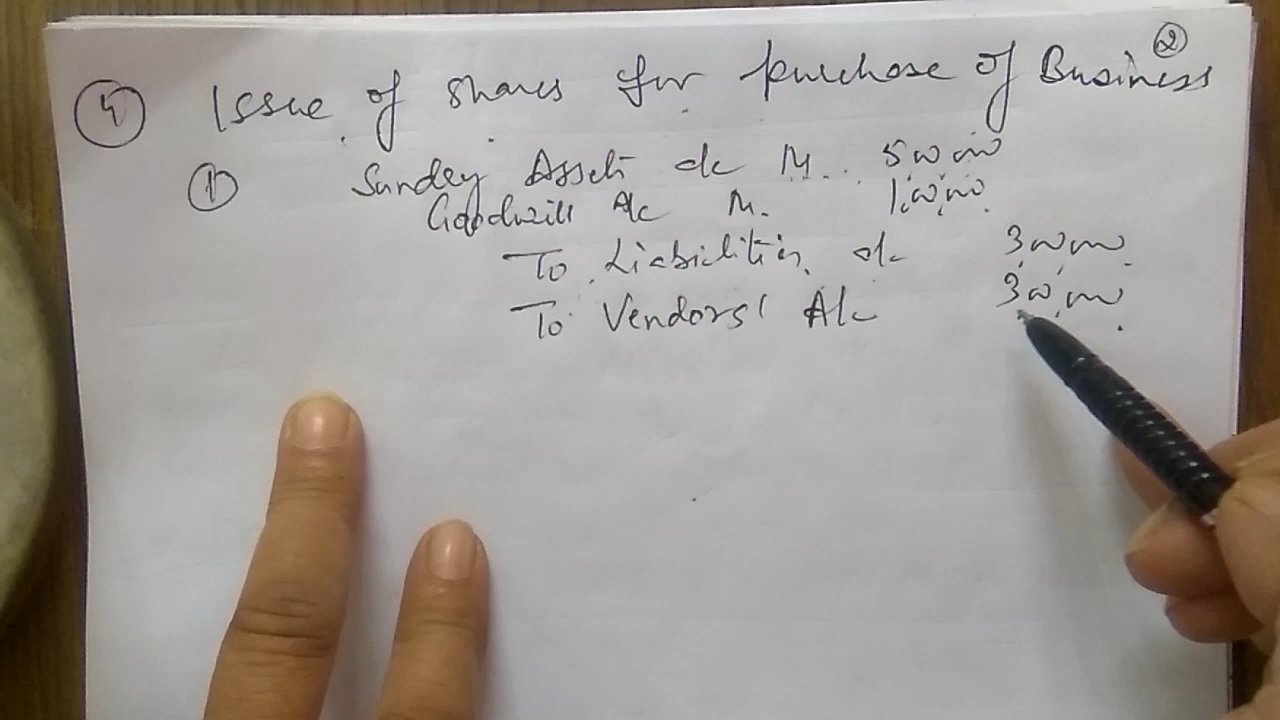 ②
④ Issue of shares for purchase of Business
① Sundry Assets a/c Dr. 5,00,000
Goodwill A/c Dr. 1,00,000
To Liabilities a/c 3,00,000
To Vendors' A/c 3,00,000